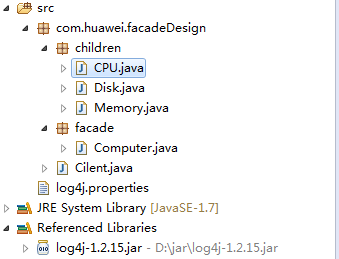 src
com.huawei.facadeDesign
children
CPU.java
Disk.java
Memory.java
facade
Computer.java
Cilent.java
log4j.properties
JRE System Library [JavaSE-1.7]
Referenced Libraries
log4j-1.2.15.jar - D:\jar\log4j-1.2.15.jar